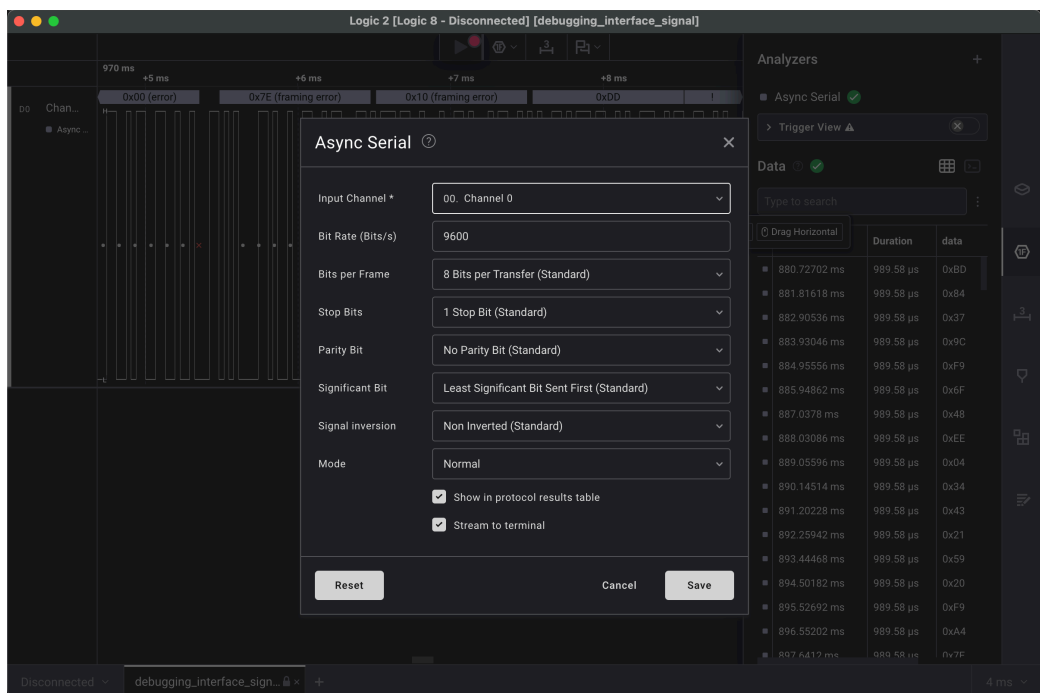 Logic 2 [Logic 8 - Disconnected] [debugging_interface_signal]
970 ms
+5 ms +6 ms +7 ms +8 ms
D0 Chan...
Async ...
0x00 (error) 0x7E (framing error) 0x10 (framing error) 0xDD !
Async Serial
Input Channel * 00. Channel 0
Bit Rate (Bits/s) 9600
Bits per Frame 8 Bits per Transfer (Standard)
Stop Bits 1 Stop Bit (Standard)
Parity Bit No Parity Bit (Standard)
Significant Bit Least Significant Bit Sent First (Standard)
Signal inversion Non Inverted (Standard)
Mode Normal
Show in protocol results table
Stream to terminal
Reset Cancel Save
Analyzers +
Async Serial
Trigger View
Data
Type to search
Drag Horizontal
Duration data
880.72702 ms 989.58 µs 0xBD
881.81618 ms 989.58 µs 0x84
882.90536 ms 989.58 µs 0x37
883.93046 ms 989.58 µs 0x9C
884.95556 ms 989.58 µs 0xF9
885.94862 ms 989.58 µs 0x6F
887.0378 ms 989.58 µs 0x48
888.03086 ms 989.58 µs 0xEE
889.05596 ms 989.58 µs 0x04
890.14514 ms 989.58 µs 0x34
891.20228 ms 989.58 µs 0x43
892.25942 ms 989.58 µs 0x21
893.44468 ms 989.58 µs 0x59
894.50182 ms 989.58 µs 0x20
895.52692 ms 989.58 µs 0xF9
896.55202 ms 989.58 µs 0xA4
897.6412 ms 989.58 µs 0x7E
Disconnected debugging_interface_sign... × + 4 ms